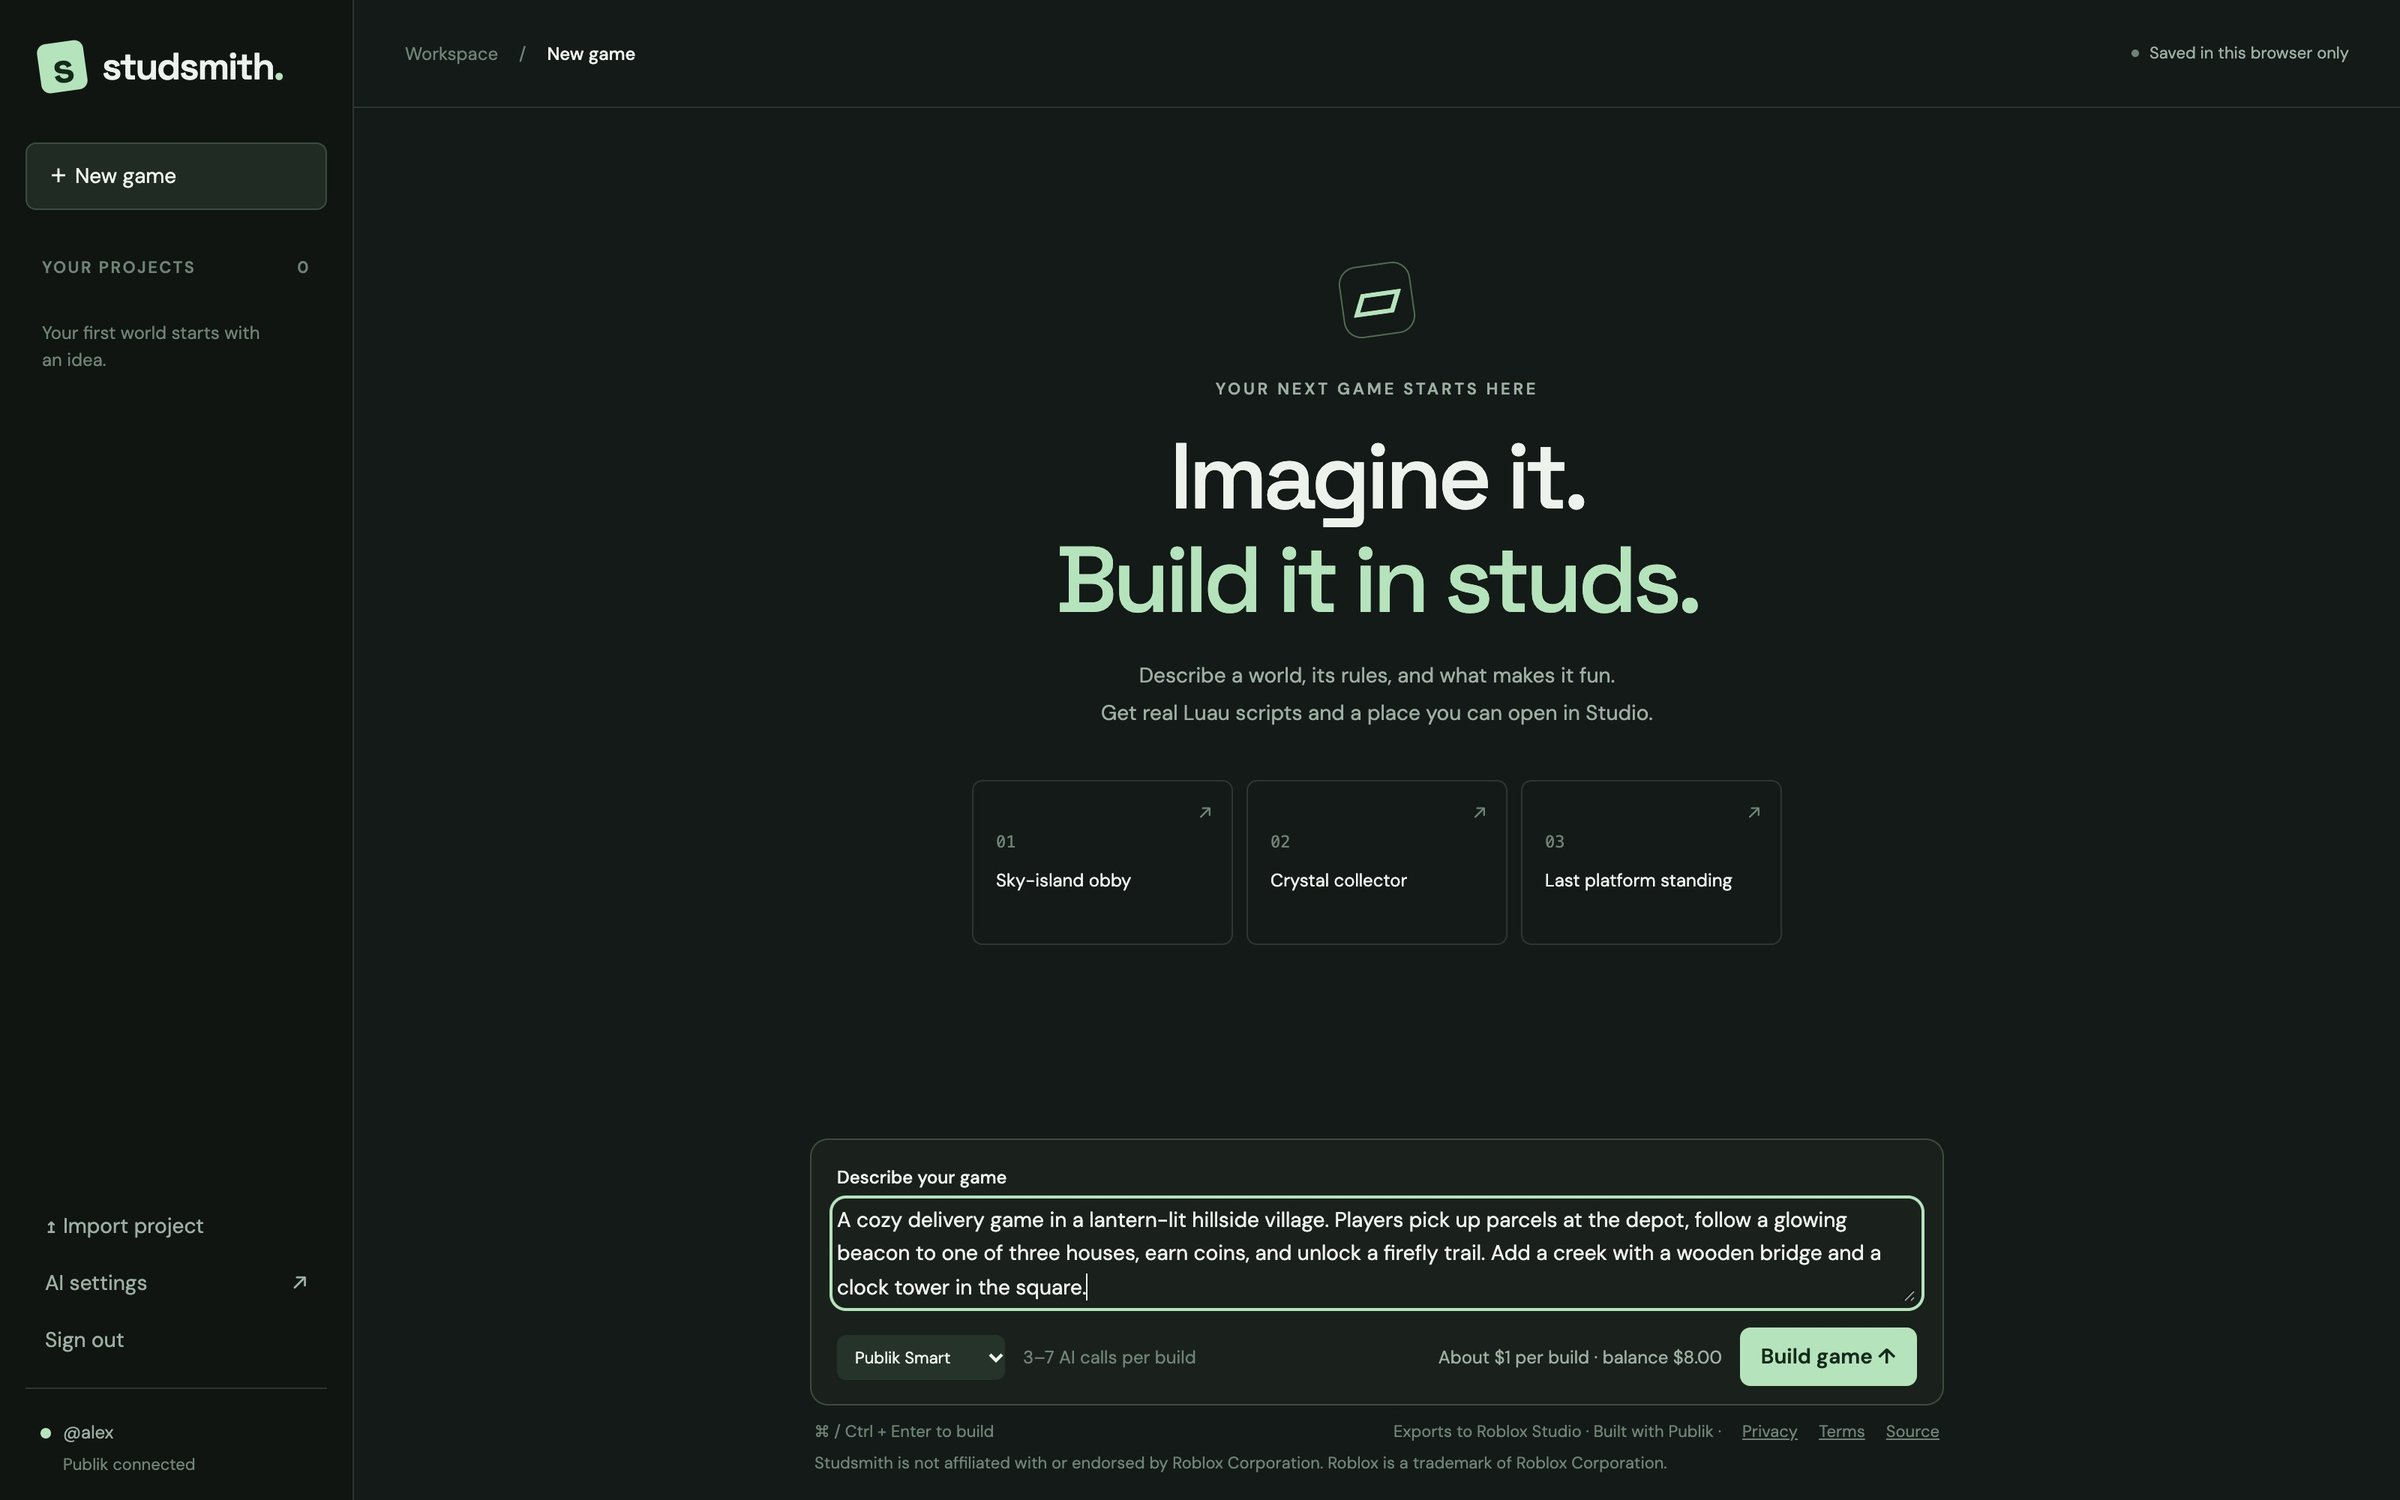 s studsmith.
+ New game
YOUR PROJECTS 0
Your first world starts with
an idea.
↥ Import project
AI settings ↗
Sign out
@alex
Publik connected
Workspace / New game
Saved in this browser only
YOUR NEXT GAME STARTS HERE
Imagine it.
Build it in studs.
Describe a world, its rules, and what makes it fun.
Get real Luau scripts and a place you can open in Studio.
↗
01
Sky-island obby
↗
02
Crystal collector
↗
03
Last platform standing
Describe your game
A cozy delivery game in a lantern-lit hillside village. Players pick up parcels at the depot, follow a glowing
beacon to one of three houses, earn coins, and unlock a firefly trail. Add a creek with a wooden bridge and a
clock tower in the square.
Publik Smart 3–7 AI calls per build About $1 per build · balance $8.00 Build game ↑
⌘ / Ctrl + Enter to build Exports to Roblox Studio · Built with Publik · Privacy Terms Source
Studsmith is not affiliated with or endorsed by Roblox Corporation. Roblox is a trademark of Roblox Corporation.